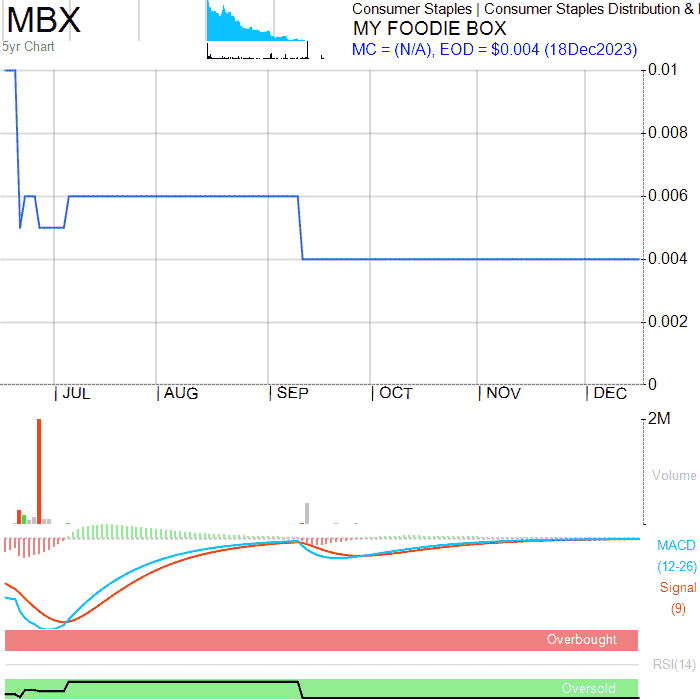 MBX
5yr Chart
Consumer Staples | Consumer Staples Distribution &
MY FOODIE BOX
MC = (N/A), EOD = $0.004 (18Dec2023)
0.01
0.008
0.006
0.004
0.002
0
JUL AUG SEP OCT NOV DEC
2M
Volume
MACD
(12-26)
Signal
(9)
Overbought
RSI(14)
Oversold